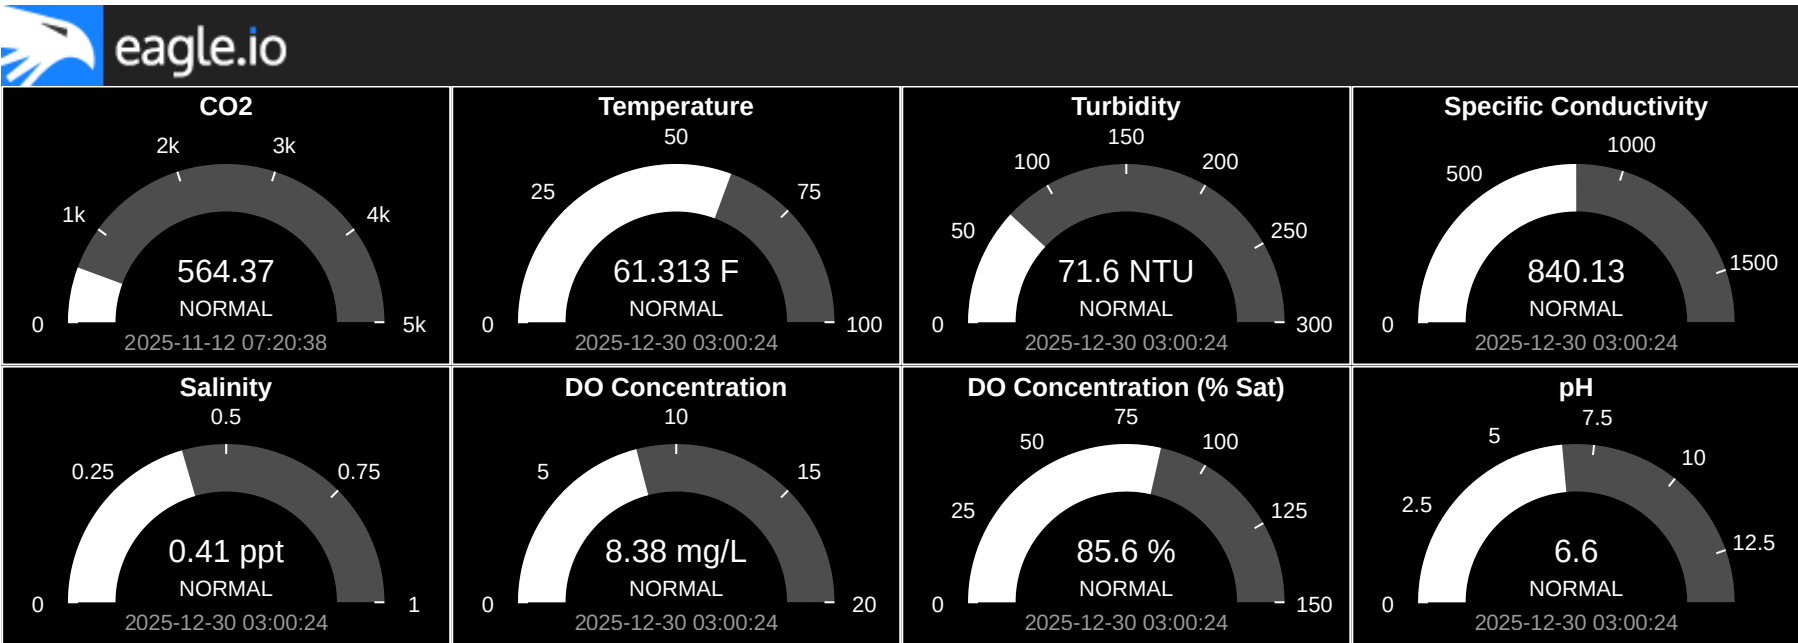 eagle.io
CO2
2k
3k
1k
4k
564.37
NORMAL
0
5k
2025-11-12 07:20:38
Temperature
50
25
75
61.313 F
NORMAL
0
100
2025-12-30 03:00:24
Turbidity
150
100
200
50
250
71.6 NTU
NORMAL
0
300
2025-12-30 03:00:24
Specific Conductivity
1000
500
1500
840.13
NORMAL
0
2025-12-30 03:00:24
Salinity
0.5
0.25
0.75
0.41 ppt
NORMAL
0
1
2025-12-30 03:00:24
DO Concentration
10
5
15
8.38 mg/L
NORMAL
0
20
2025-12-30 03:00:24
DO Concentration (% Sat)
75
50
100
25
125
85.6 %
NORMAL
0
150
2025-12-30 03:00:24
pH
7.5
5
10
2.5
12.5
6.6
NORMAL
0
2025-12-30 03:00:24